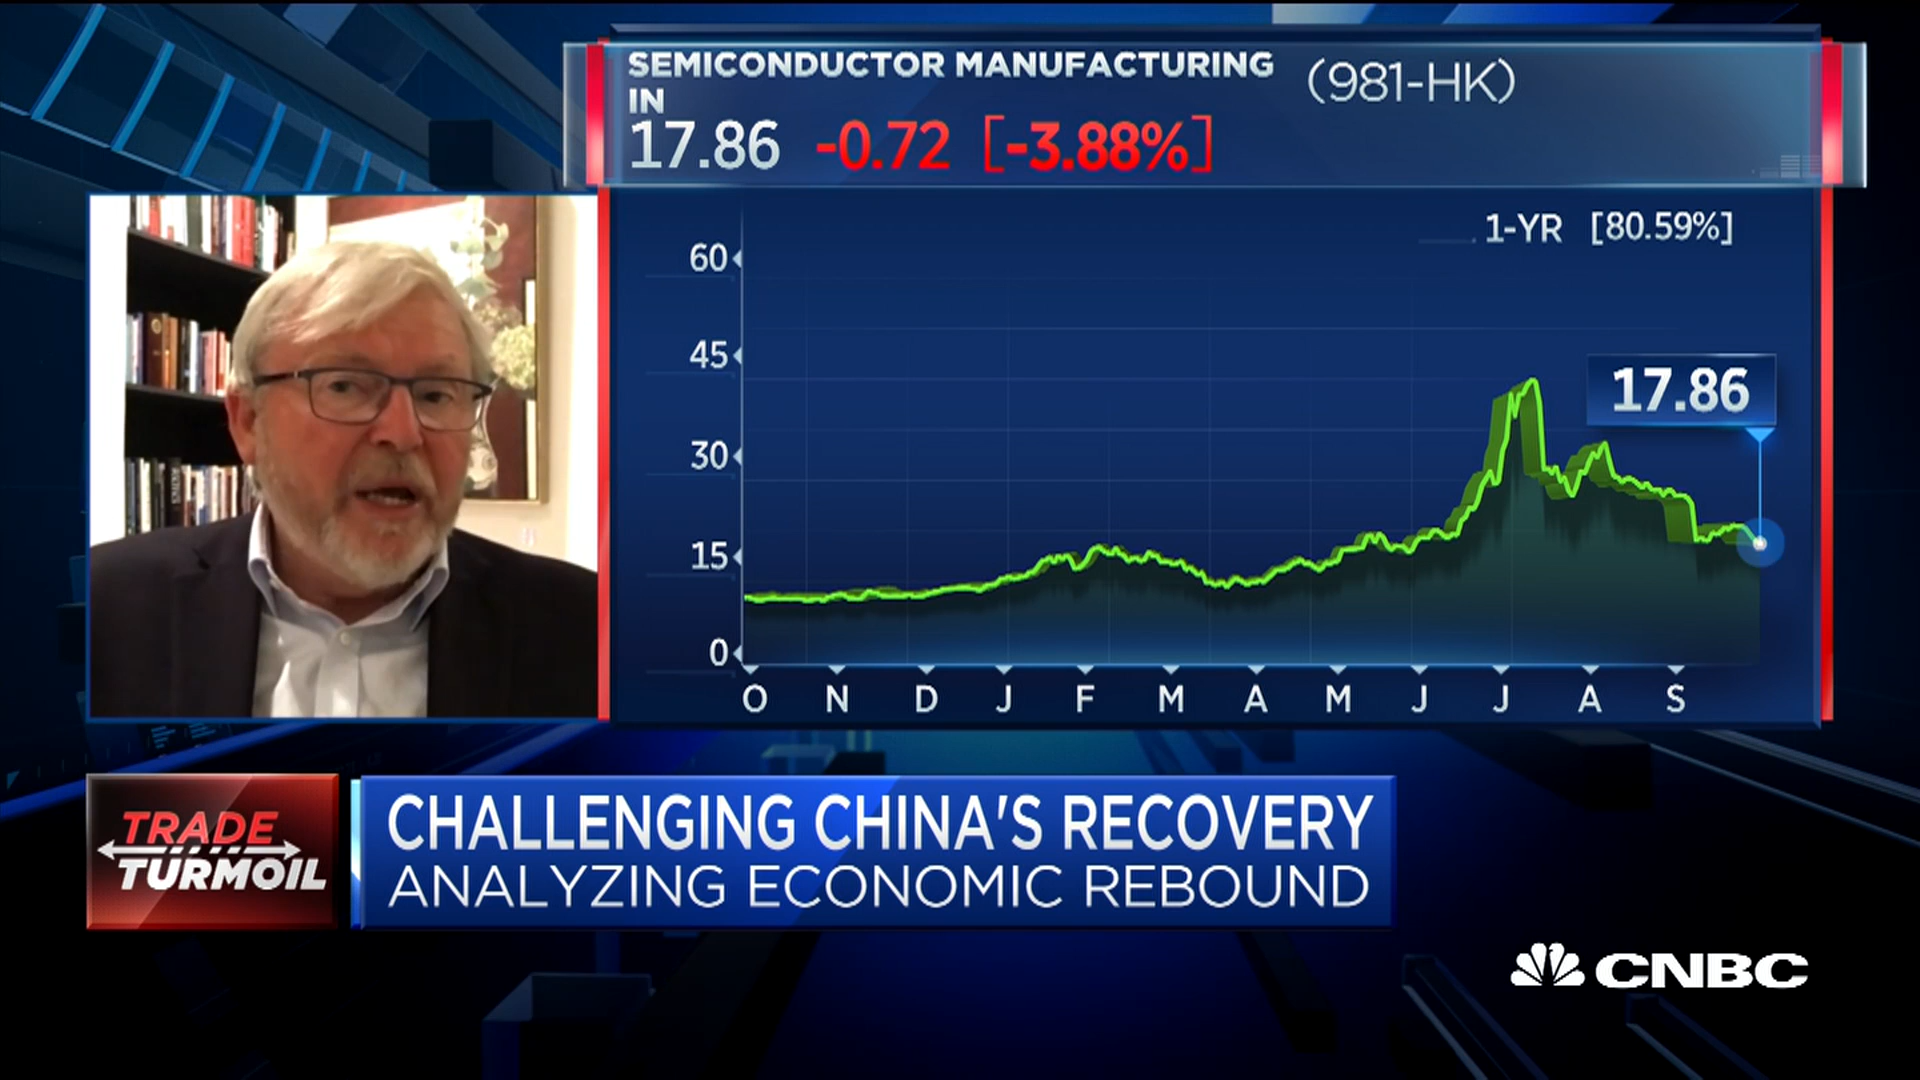 SEMICONDUCTOR MANUFACTURING
IN
(981-HK)
17.86 -0.72 [-3.88%]
1-YR [80.59%]
60
45
30
15
0
17.86
O N D J F M A M J J A S
TRADE
TURMOIL
CHALLENGING CHINA'S RECOVERY
ANALYZING ECONOMIC REBOUND
CNBC